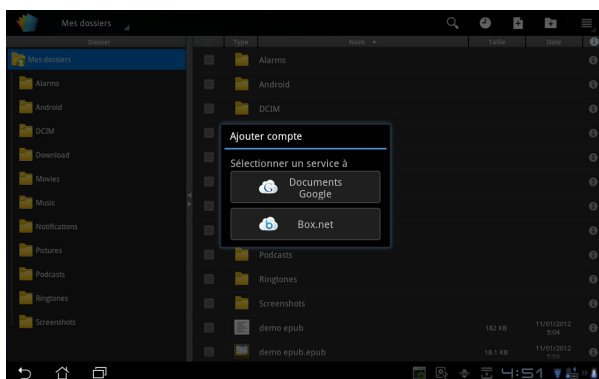 Mes dossiers
Dossier
Type
Nom
Taille
Date
Mes dossiers
Alarms
Android
DCIM
Download
Movies
Music
Notifications
Pictures
Podcasts
Ringtones
Screenshots
Alarms
Android
DCIM
Ajouter compte
Sélectionner un service à
Documents
Google
Box.net
Podcasts
Ringtones
Screenshots
demo epub
182 KB
11/01/2012
5:04
demo epub.epub
18.1 KB
11/01/2012
5:04
4:51